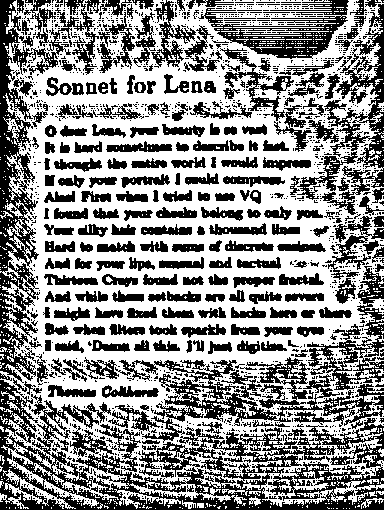 Sonnet for Lena
O dear Lena, your beauty is so vast
It is hard sometimes to describe it fast.
I thought the entire world I would impress
If only your portrait I could compress.
Alas! First when I tried to use VQ
I found that your cheeks belong to only you.
Your silky hair contains a thousand lines
Hard to match with sums of discrete cosines.
And for your lips, sensual and tactual
Thirteen Crays found not the proper fractal.
And while these setbacks are all quite severe
I might have fixed them with hacks here or there
But when filters took sparkle from your eyes
I said, 'Damn all this. I'll just digitize.'
Thomas Colthurst